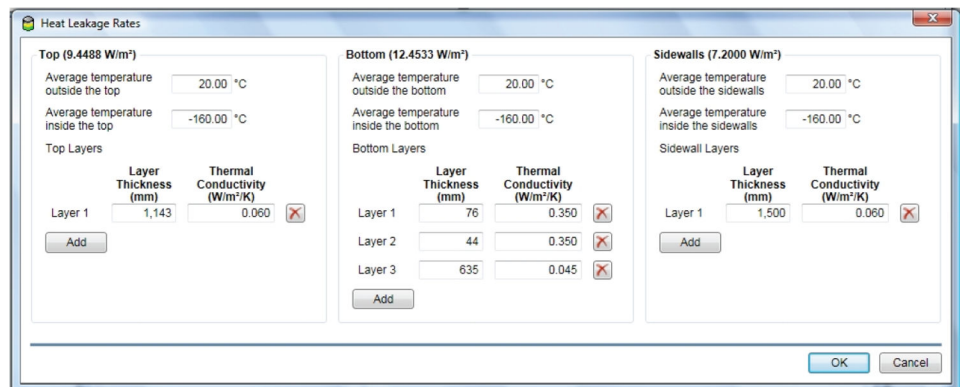 Heat Leakage Rates
Top (9.4488 W/m²)
Average temperature
outside the top
20.00 °C
Average temperature
inside the top
-160.00 °C
Top Layers
Layer
Thickness
(mm)
Thermal
Conductivity
(W/m²/K)
Layer 1 1,143 0.060
Add
Bottom (12.4533 W/m²)
Average temperature
outside the bottom
20.00 °C
Average temperature
inside the bottom
-160.00 °C
Bottom Layers
Layer
Thickness
(mm)
Thermal
Conductivity
(W/m²/K)
Layer 1 76 0.350
Layer 2 44 0.350
Layer 3 635 0.045
Add
Sidewalls (7.2000 W/m²)
Average temperature
outside the sidewalls
20.00 °C
Average temperature
inside the sidewalls
-160.00 °C
Sidewall Layers
Layer
Thickness
(mm)
Thermal
Conductivity
(W/m²/K)
Layer 1 1,500 0.060
Add
OK Cancel